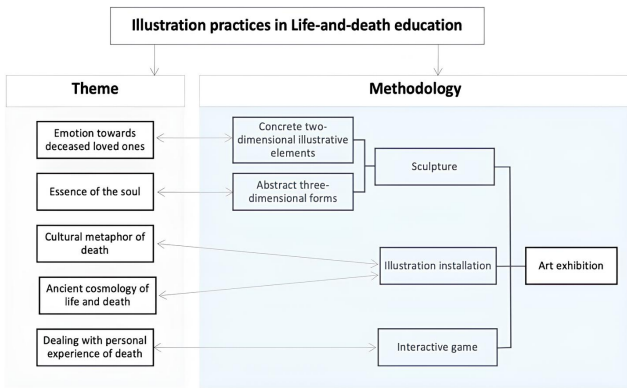 Illustration practices in Life-and-death education
Theme
Methodology
Emotion towards
deceased loved ones
Concrete two-
dimensional illustrative
elements
Sculpture
Essence of the soul
Abstract three-
dimensional forms
Cultural metaphor of
death
Illustration installation
Art exhibition
Ancient cosmology of
life and death
Dealing with personal
experience of death
Interactive game